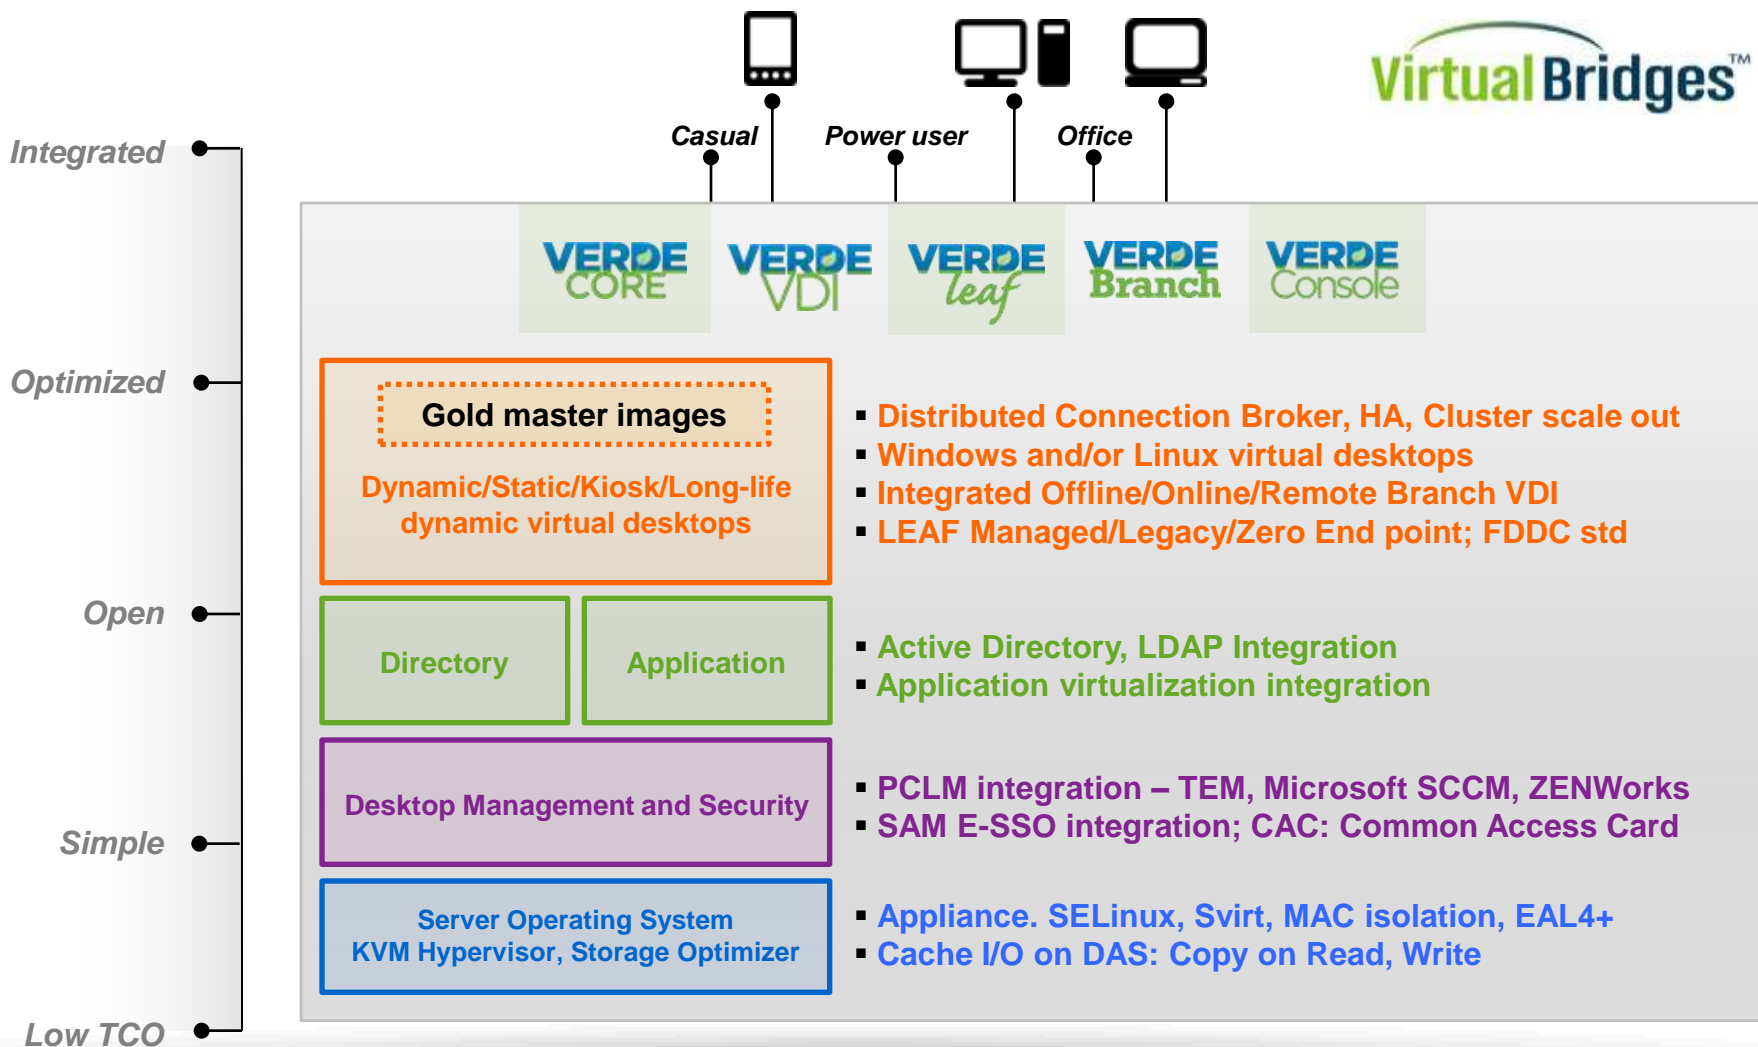 VirtualBridges™
Casual
Power user
Office
Integrated
Optimized
Open
Simple
Low TCO
VERDE
CORE
VERDE
VDI
VERDE
leaf
VERDE
Branch
VERDE
Console
Gold master images
Dynamic/Static/Kiosk/Long-life
dynamic virtual desktops
▪ Distributed Connection Broker, HA, Cluster scale out
▪ Windows and/or Linux virtual desktops
▪ Integrated Offline/Online/Remote Branch VDI
▪ LEAF Managed/Legacy/Zero End point; FDDC std
Directory
Application
▪ Active Directory, LDAP Integration
▪ Application virtualization integration
Desktop Management and Security
▪ PCLM integration – TEM, Microsoft SCCM, ZENWorks
▪ SAM E-SSO integration; CAC: Common Access Card
Server Operating System
KVM Hypervisor, Storage Optimizer
▪ Appliance. SELinux, Svirt, MAC isolation, EAL4+
▪ Cache I/O on DAS: Copy on Read, Write